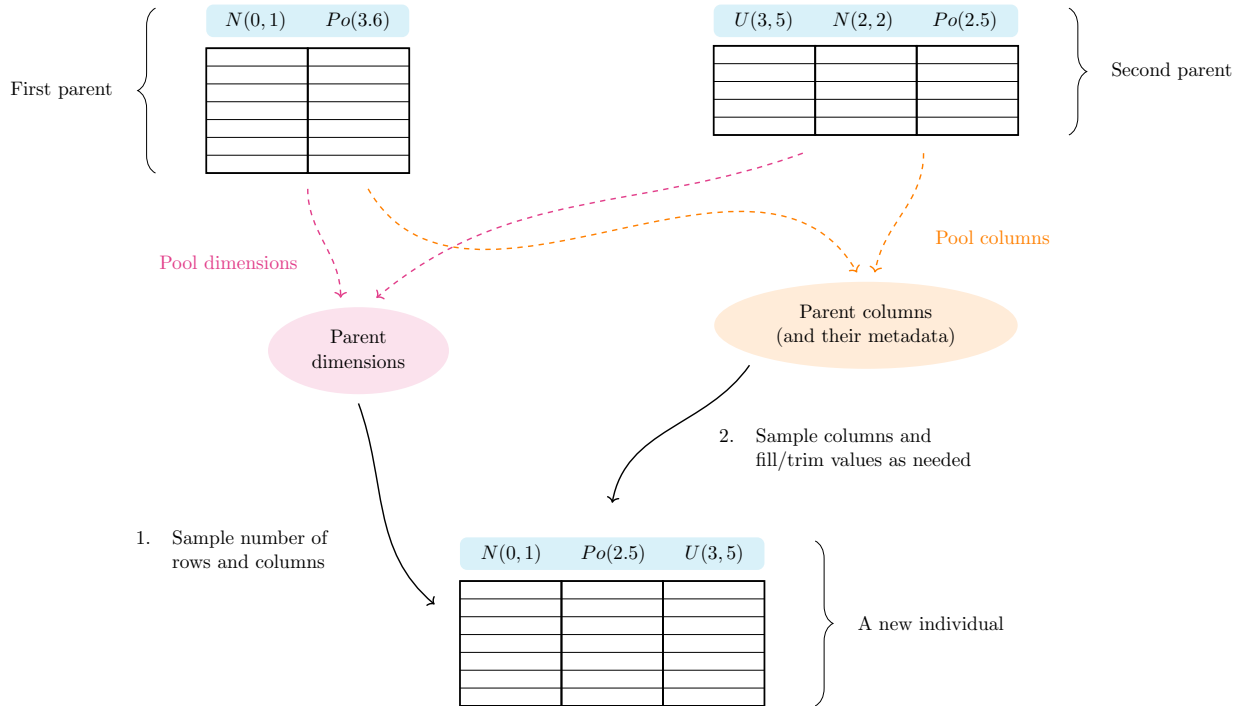 N(0, 1) Po(3.6)
U(3, 5) N(2, 2) Po(2.5)
First parent
Second parent
Pool dimensions
Pool columns
Parent
dimensions
Parent columns
(and their metadata)
2. Sample columns and
fill/trim values as needed
1. Sample number of
rows and columns
N(0, 1) Po(2.5) U(3, 5)
A new individual